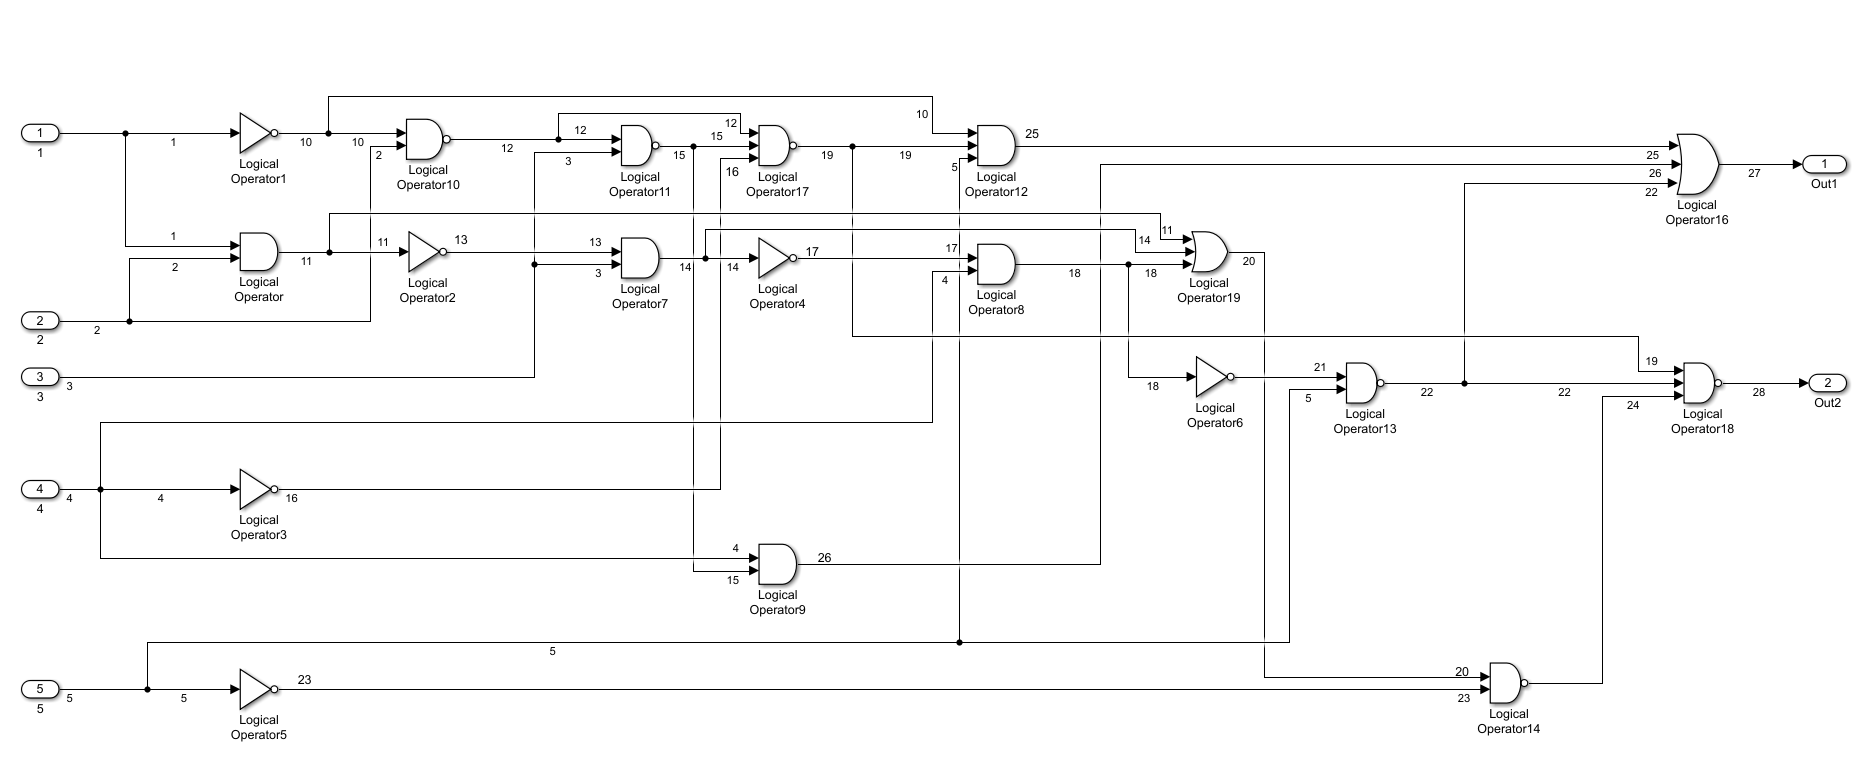 10
25
12
12
15
1
1
1
10
10
2
12
3
15
16
19
19
5
25
26
22
27
1
Out1
Logical
Operator1
Logical
Operator10
Logical
Operator11
Logical
Operator17
Logical
Operator12
Logical
Operator16
1
2
11
11
13
13
3
14
14
17
17
4
18
11
14
18
20
Logical
Operator
Logical
Operator2
Logical
Operator7
Logical
Operator4
Logical
Operator8
Logical
Operator19
2
2
2
3
3
3
18
21
5
22
22
19
24
28
2
Out2
Logical
Operator6
Logical
Operator13
Logical
Operator18
4
4
4
4
16
Logical
Operator3
4
15
26
Logical
Operator9
5
5
5
5
5
23
20
23
Logical
Operator5
Logical
Operator14